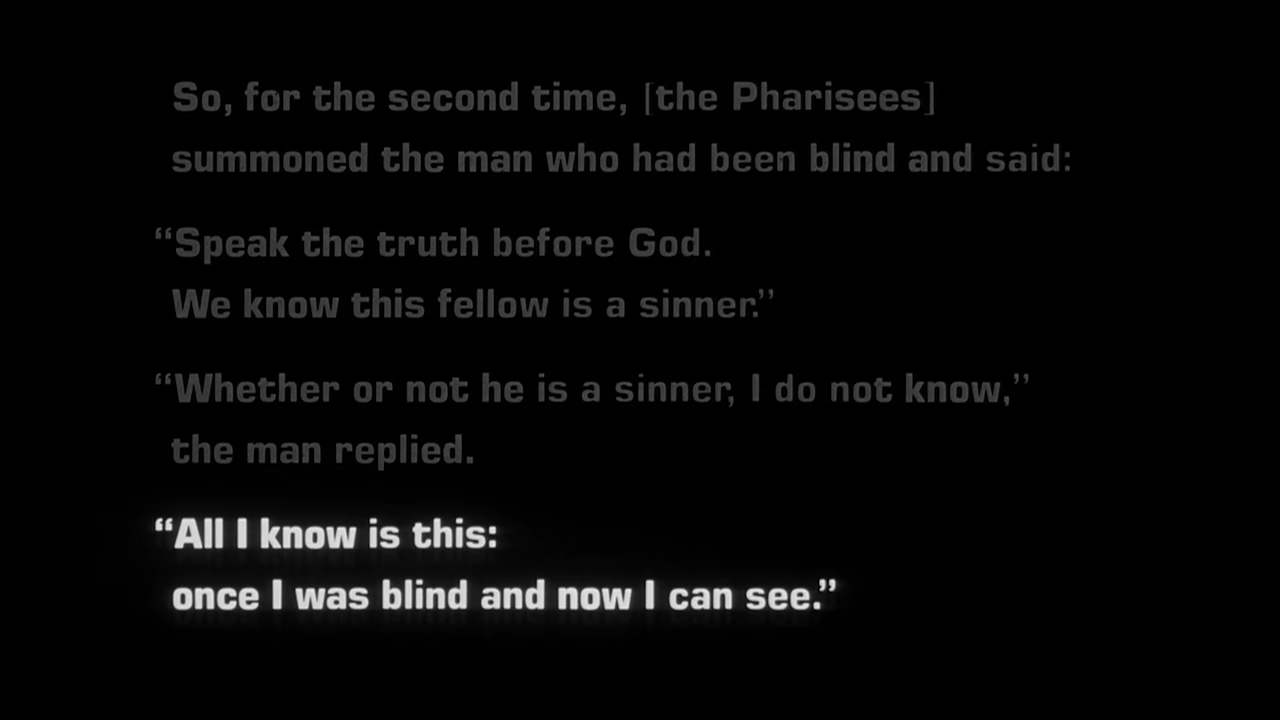 So, for the second time, [the Pharisees]
summoned the man who had been blind and said:
“Speak the truth before God.
We know this fellow is a sinner.”
“Whether or not he is a sinner, I do not know,”
the man replied.
“All I know is this:
once I was blind and now I can see.”